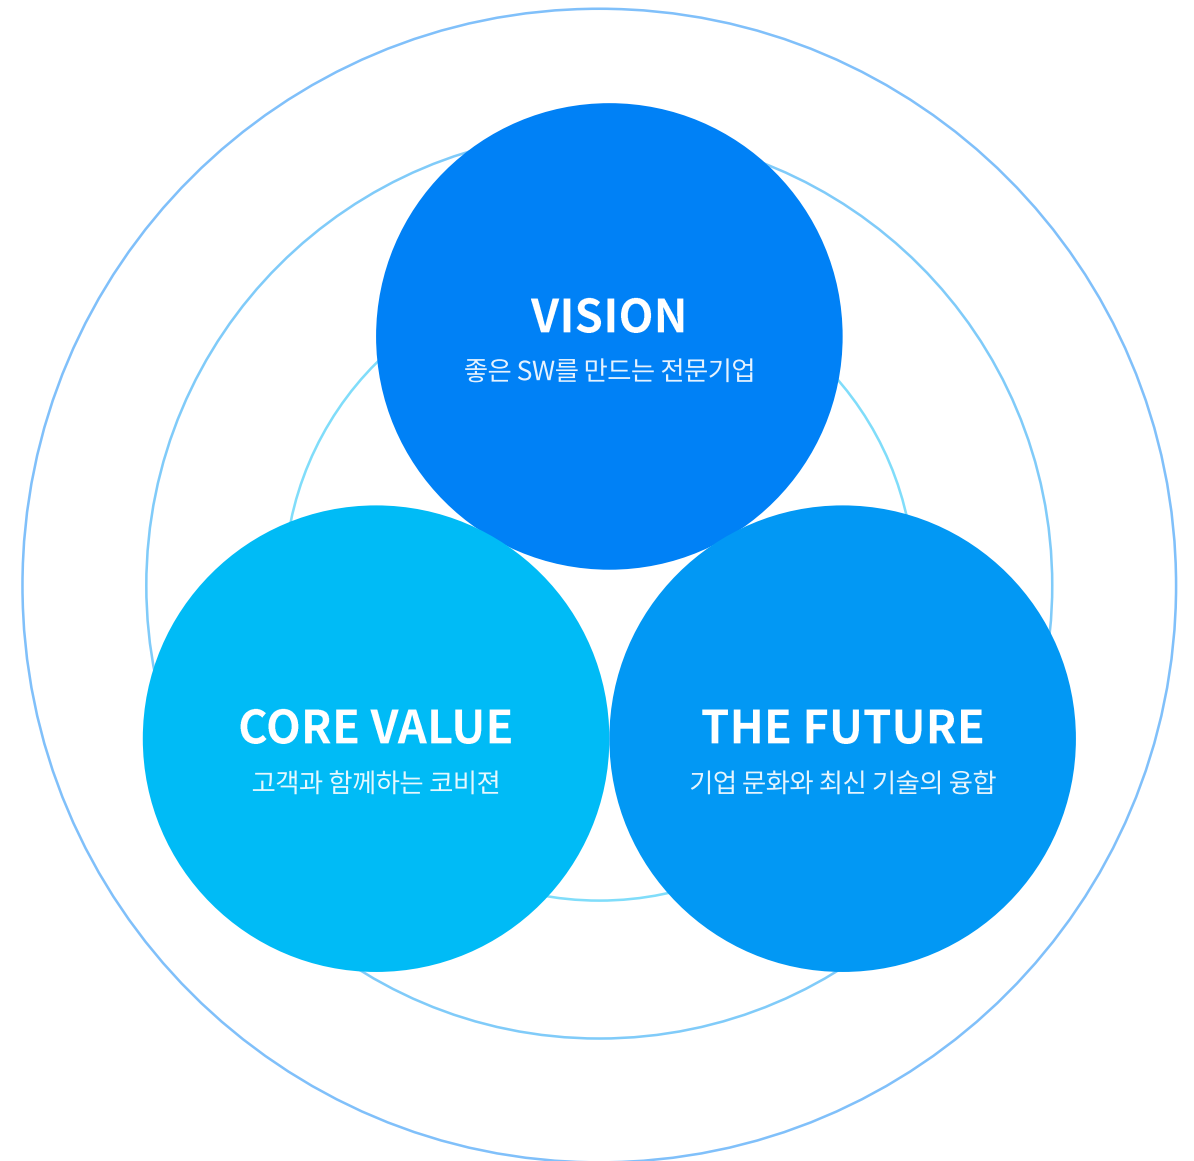 VISION
좋은 SW를 만드는 전문기업
CORE VALUE
고객과 함께하는 코비젼
THE FUTURE
기업 문화와 최신 기술의 융합